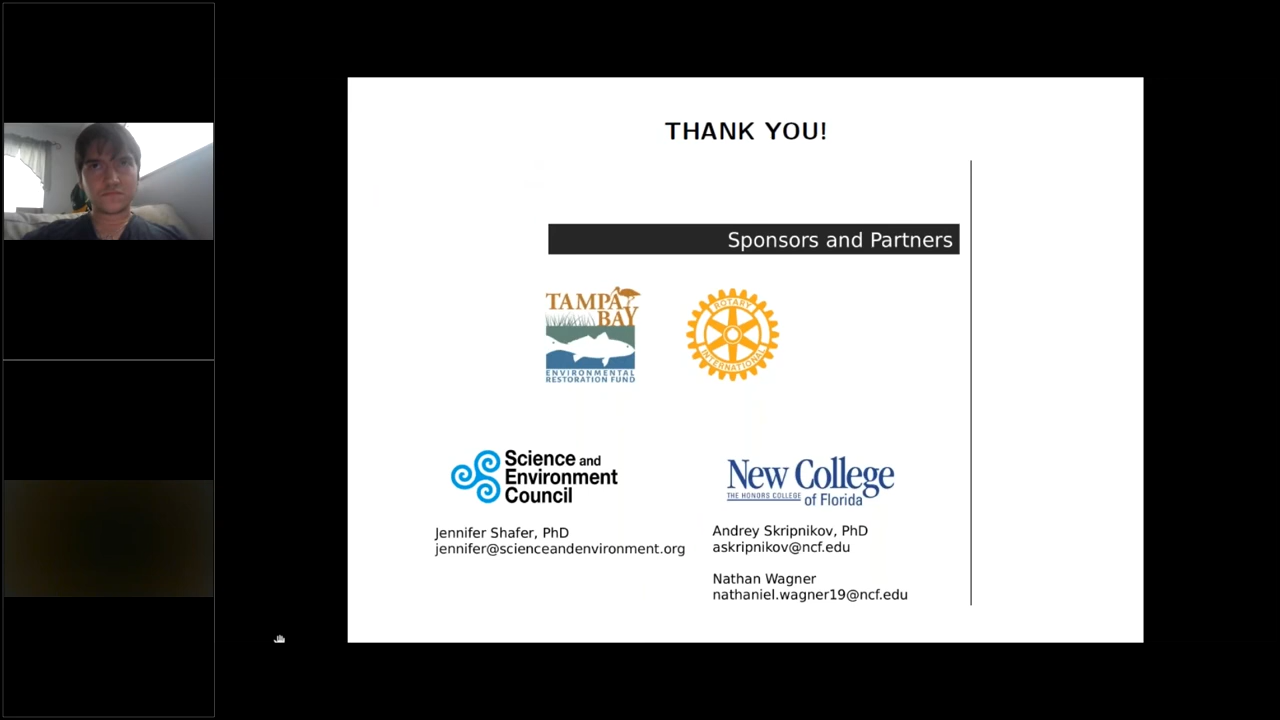 THANK YOU!
Sponsors and Partners
TAMPA
BAY
ENVIRONMENTAL
RESTORATION FUND
ROTARY
INTERNATIONAL
Science and
Environment
Council
Jennifer Shafer, PhD
jennifer@scienceandenvironment.org
New College
THE HONORS COLLEGE
of Florida
Andrey Skripnikov, PhD
askripnikov@ncf.edu
Nathan Wagner
nathaniel.wagner19@ncf.edu